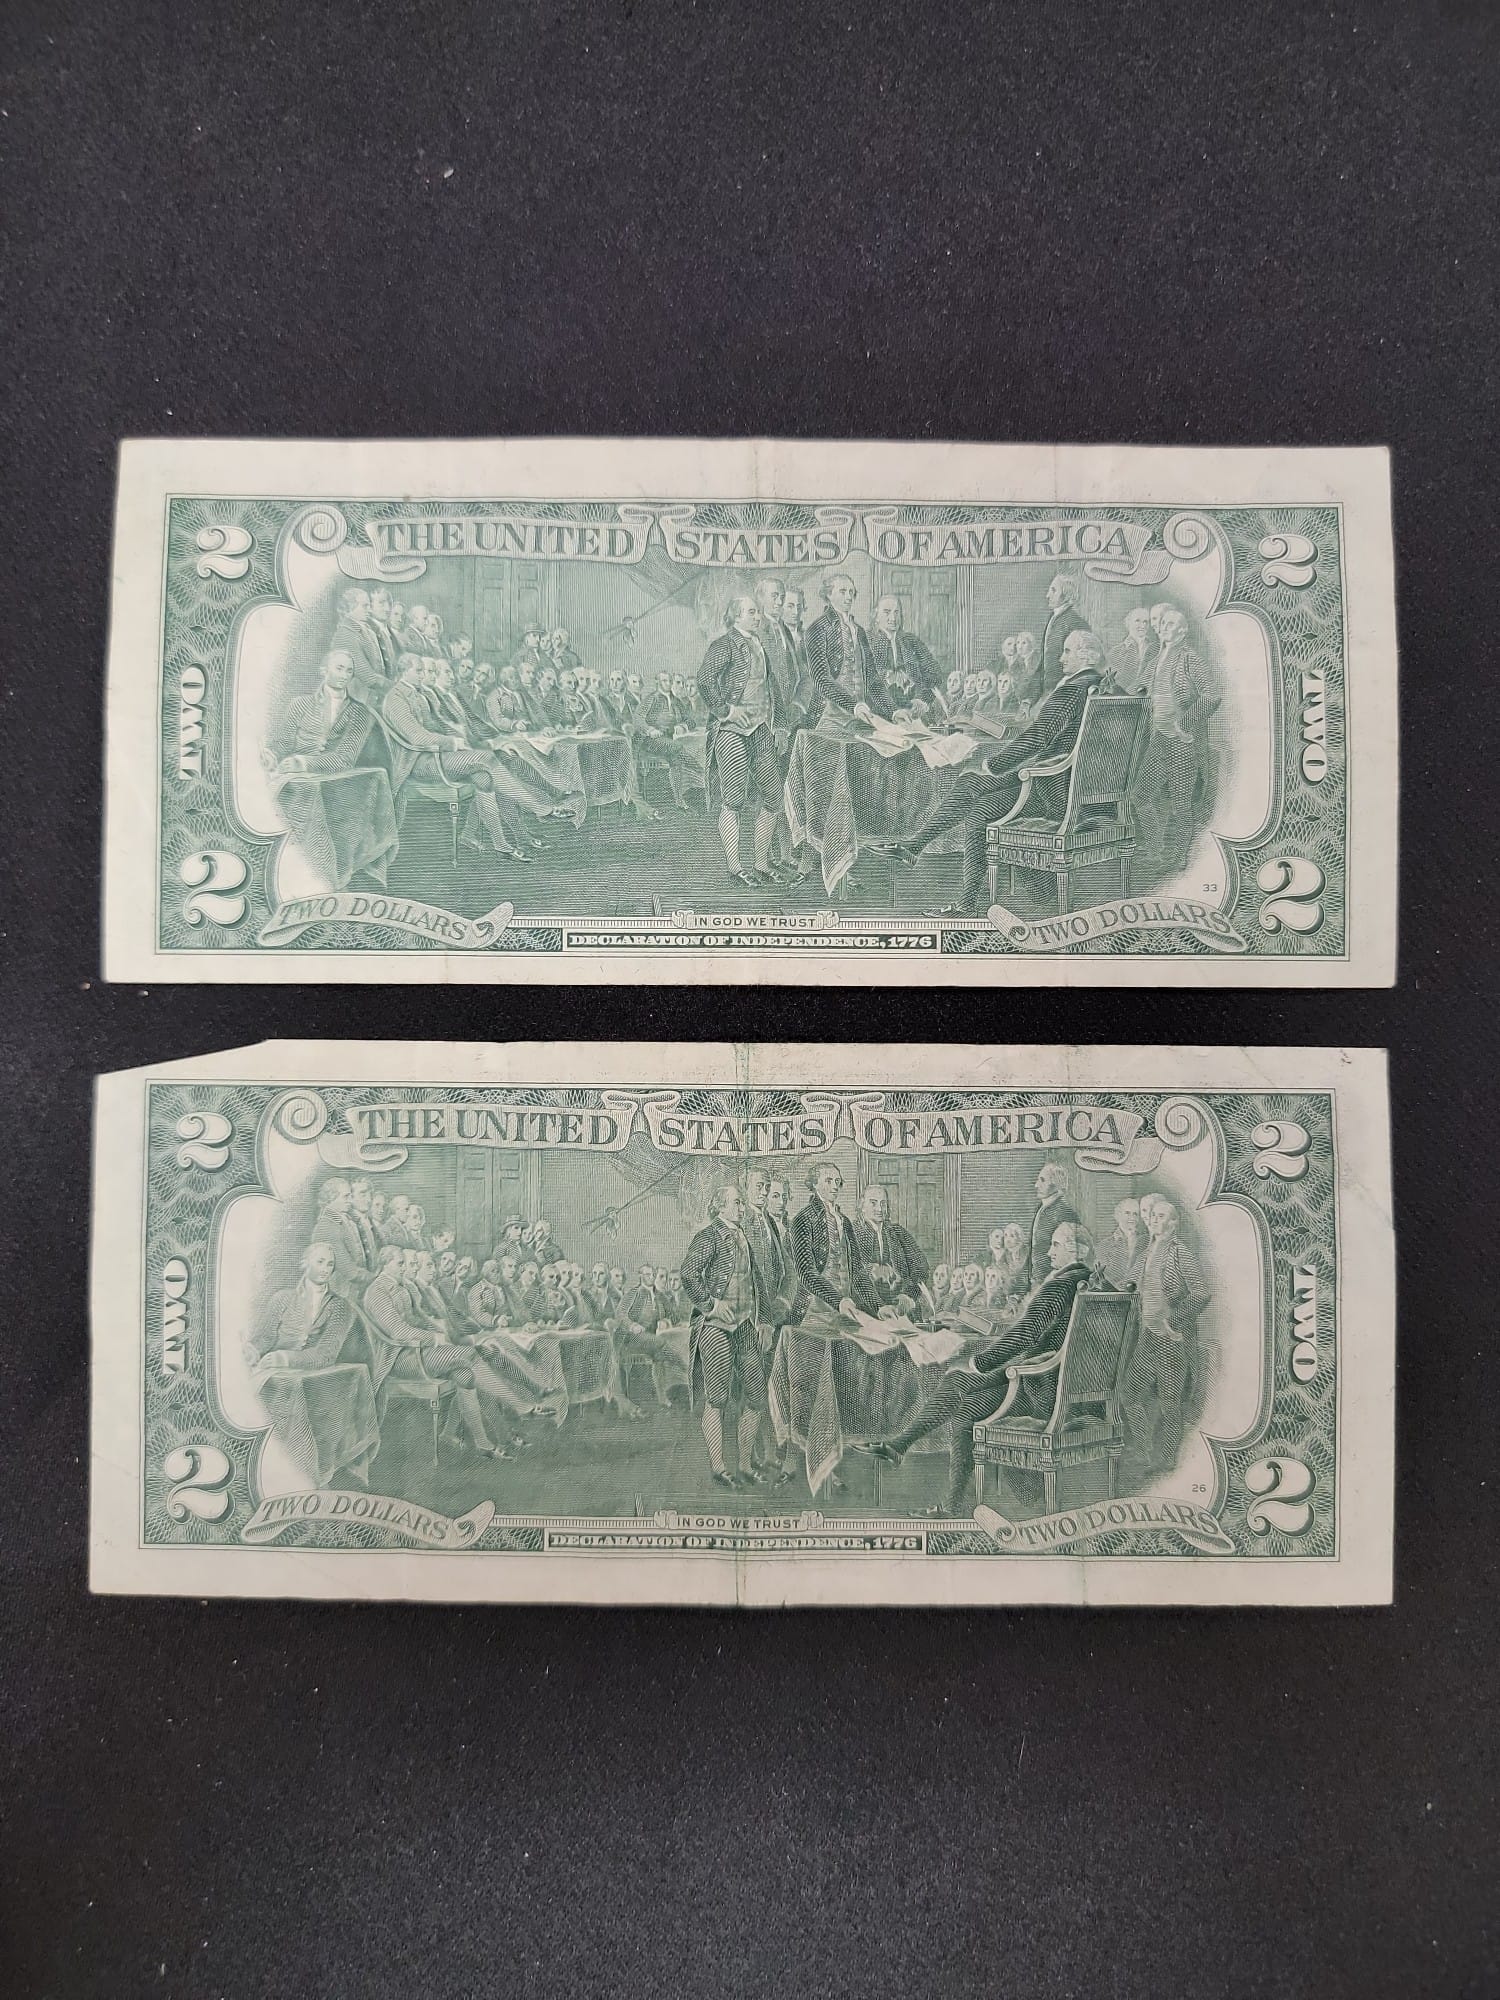 2 THE UNITED STATES OF AMERICA 2
TWO TWO
33
2 TWO DOLLARS IN GOD WE TRUST TWO DOLLARS 2
DECLARATION OF INDEPENDENCE, 1776
2 THE UNITED STATES OF AMERICA 2
TWO TWO
26
2 TWO DOLLARS IN GOD WE TRUST TWO DOLLARS 2
DECLARATION OF INDEPENDENCE, 1776